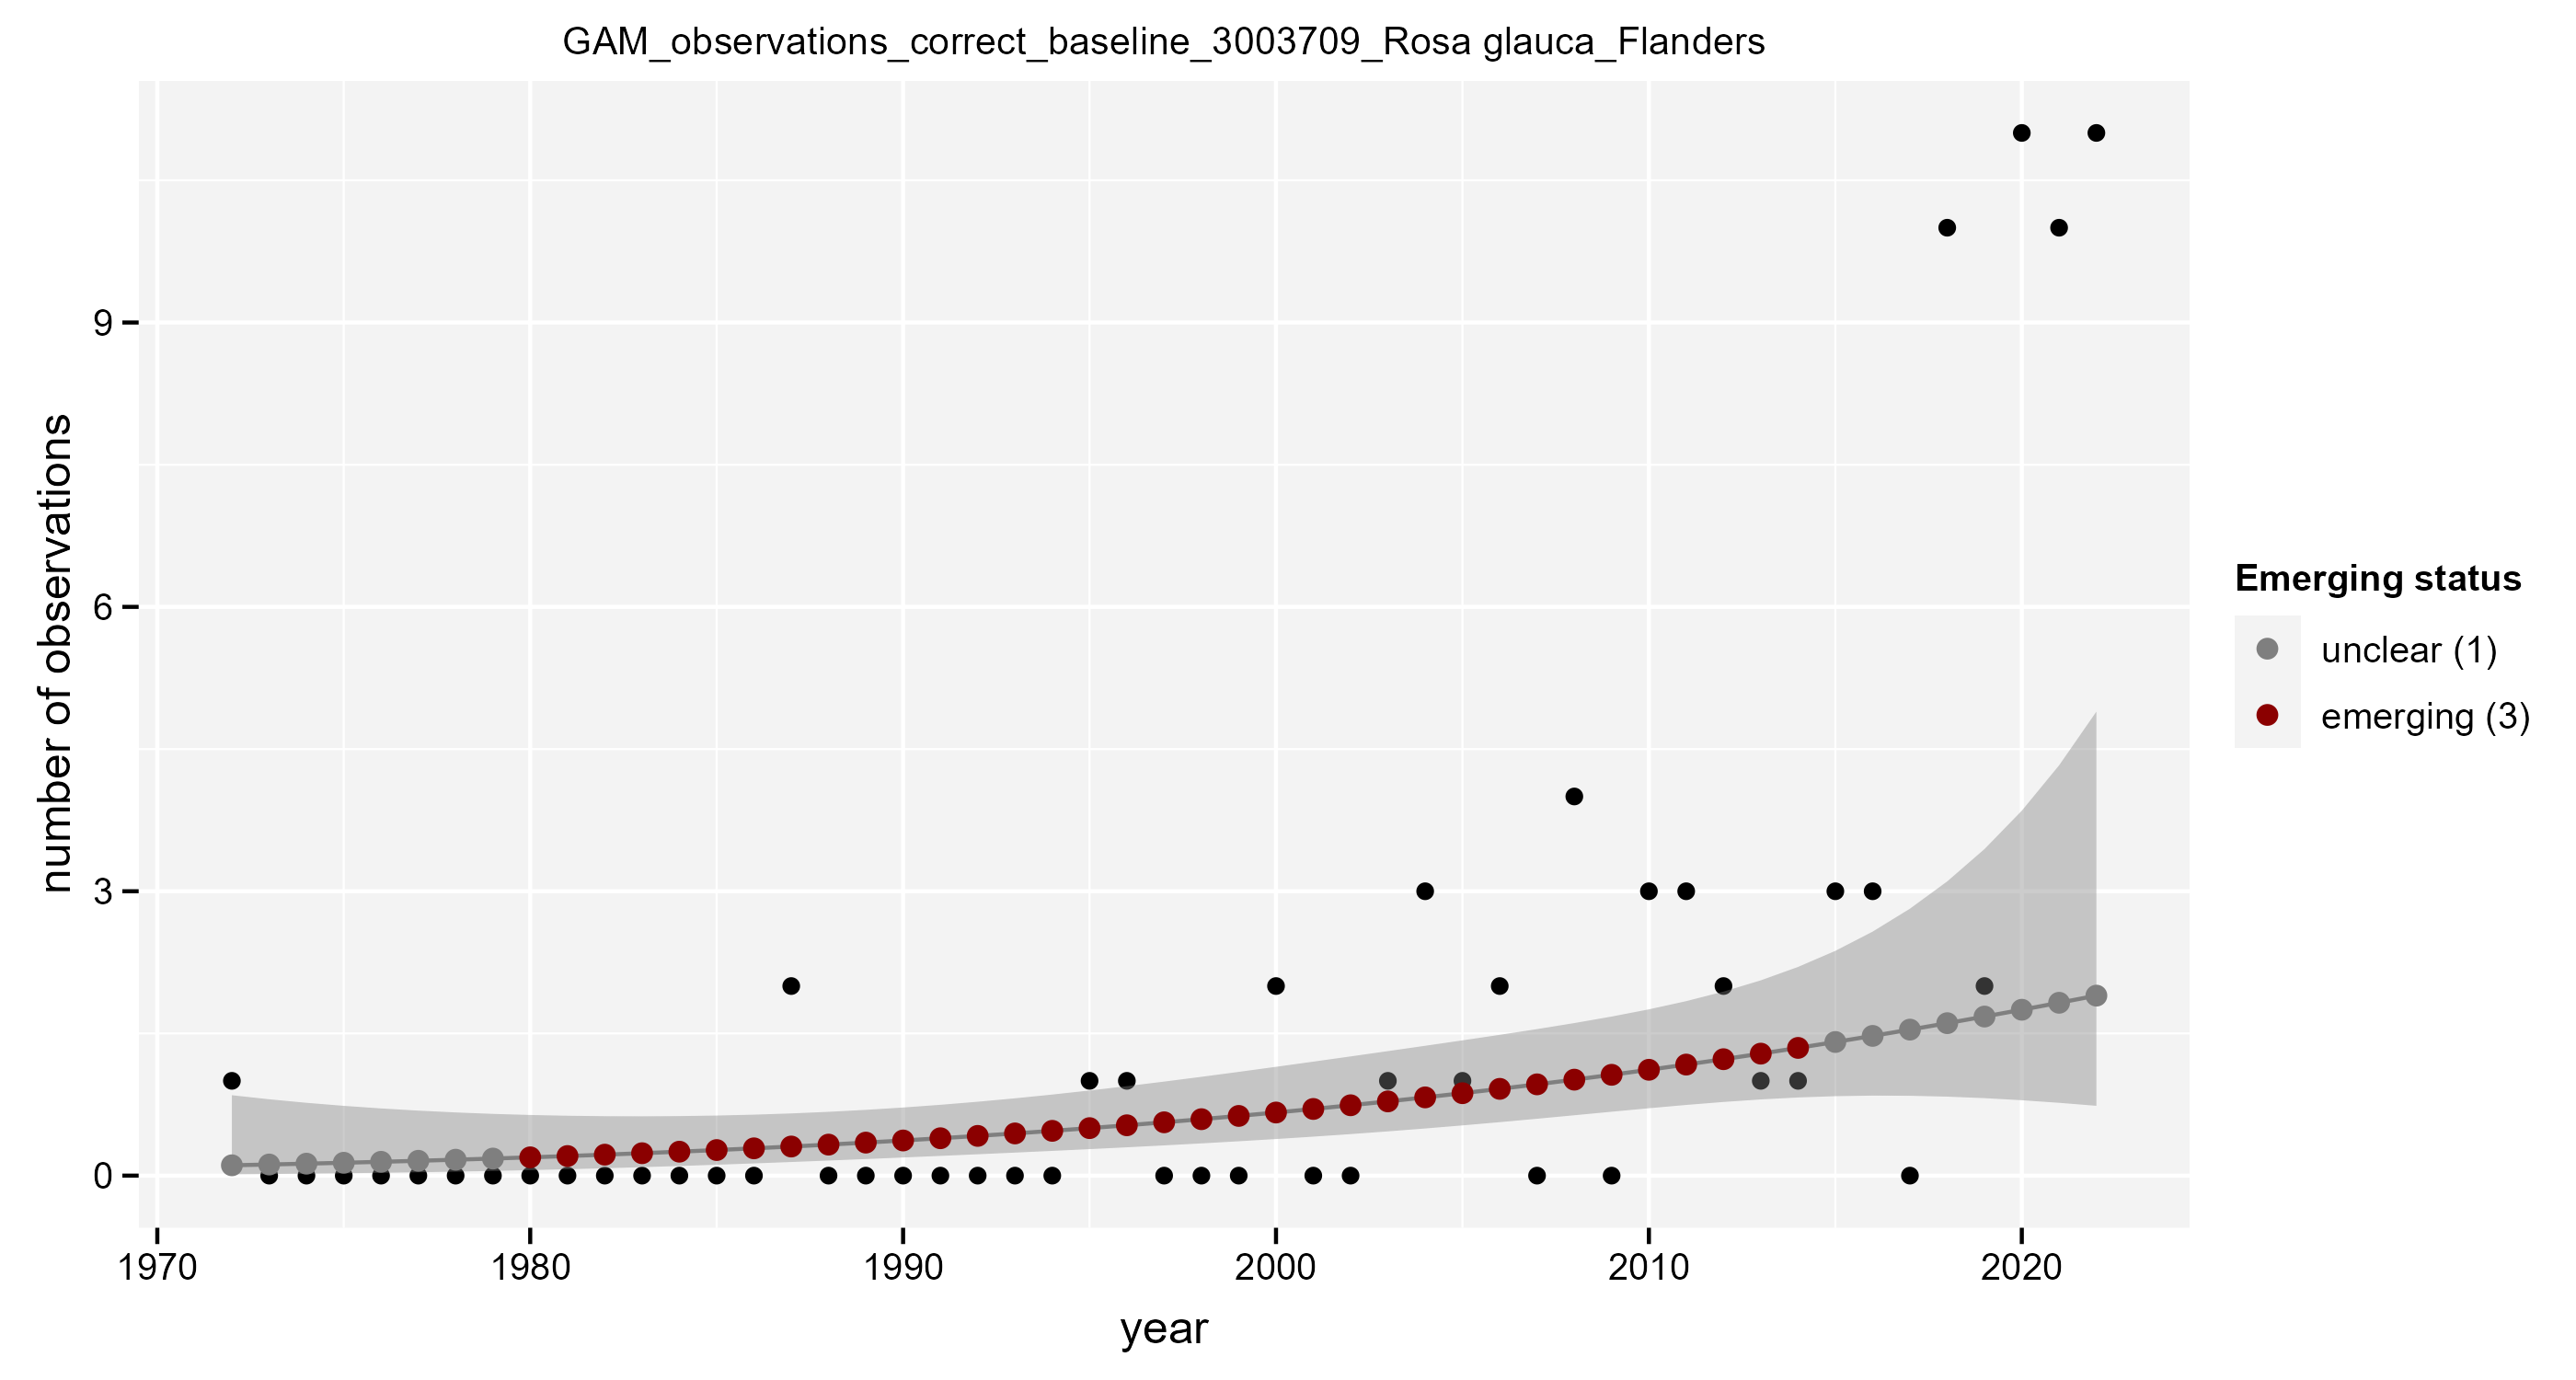 GAM_observations_correct_baseline_3003709_Rosa glauca_Flanders
number of observations
9
6
3
0
1970 1980 1990 2000 2010 2020
year
Emerging status
unclear (1)
emerging (3)